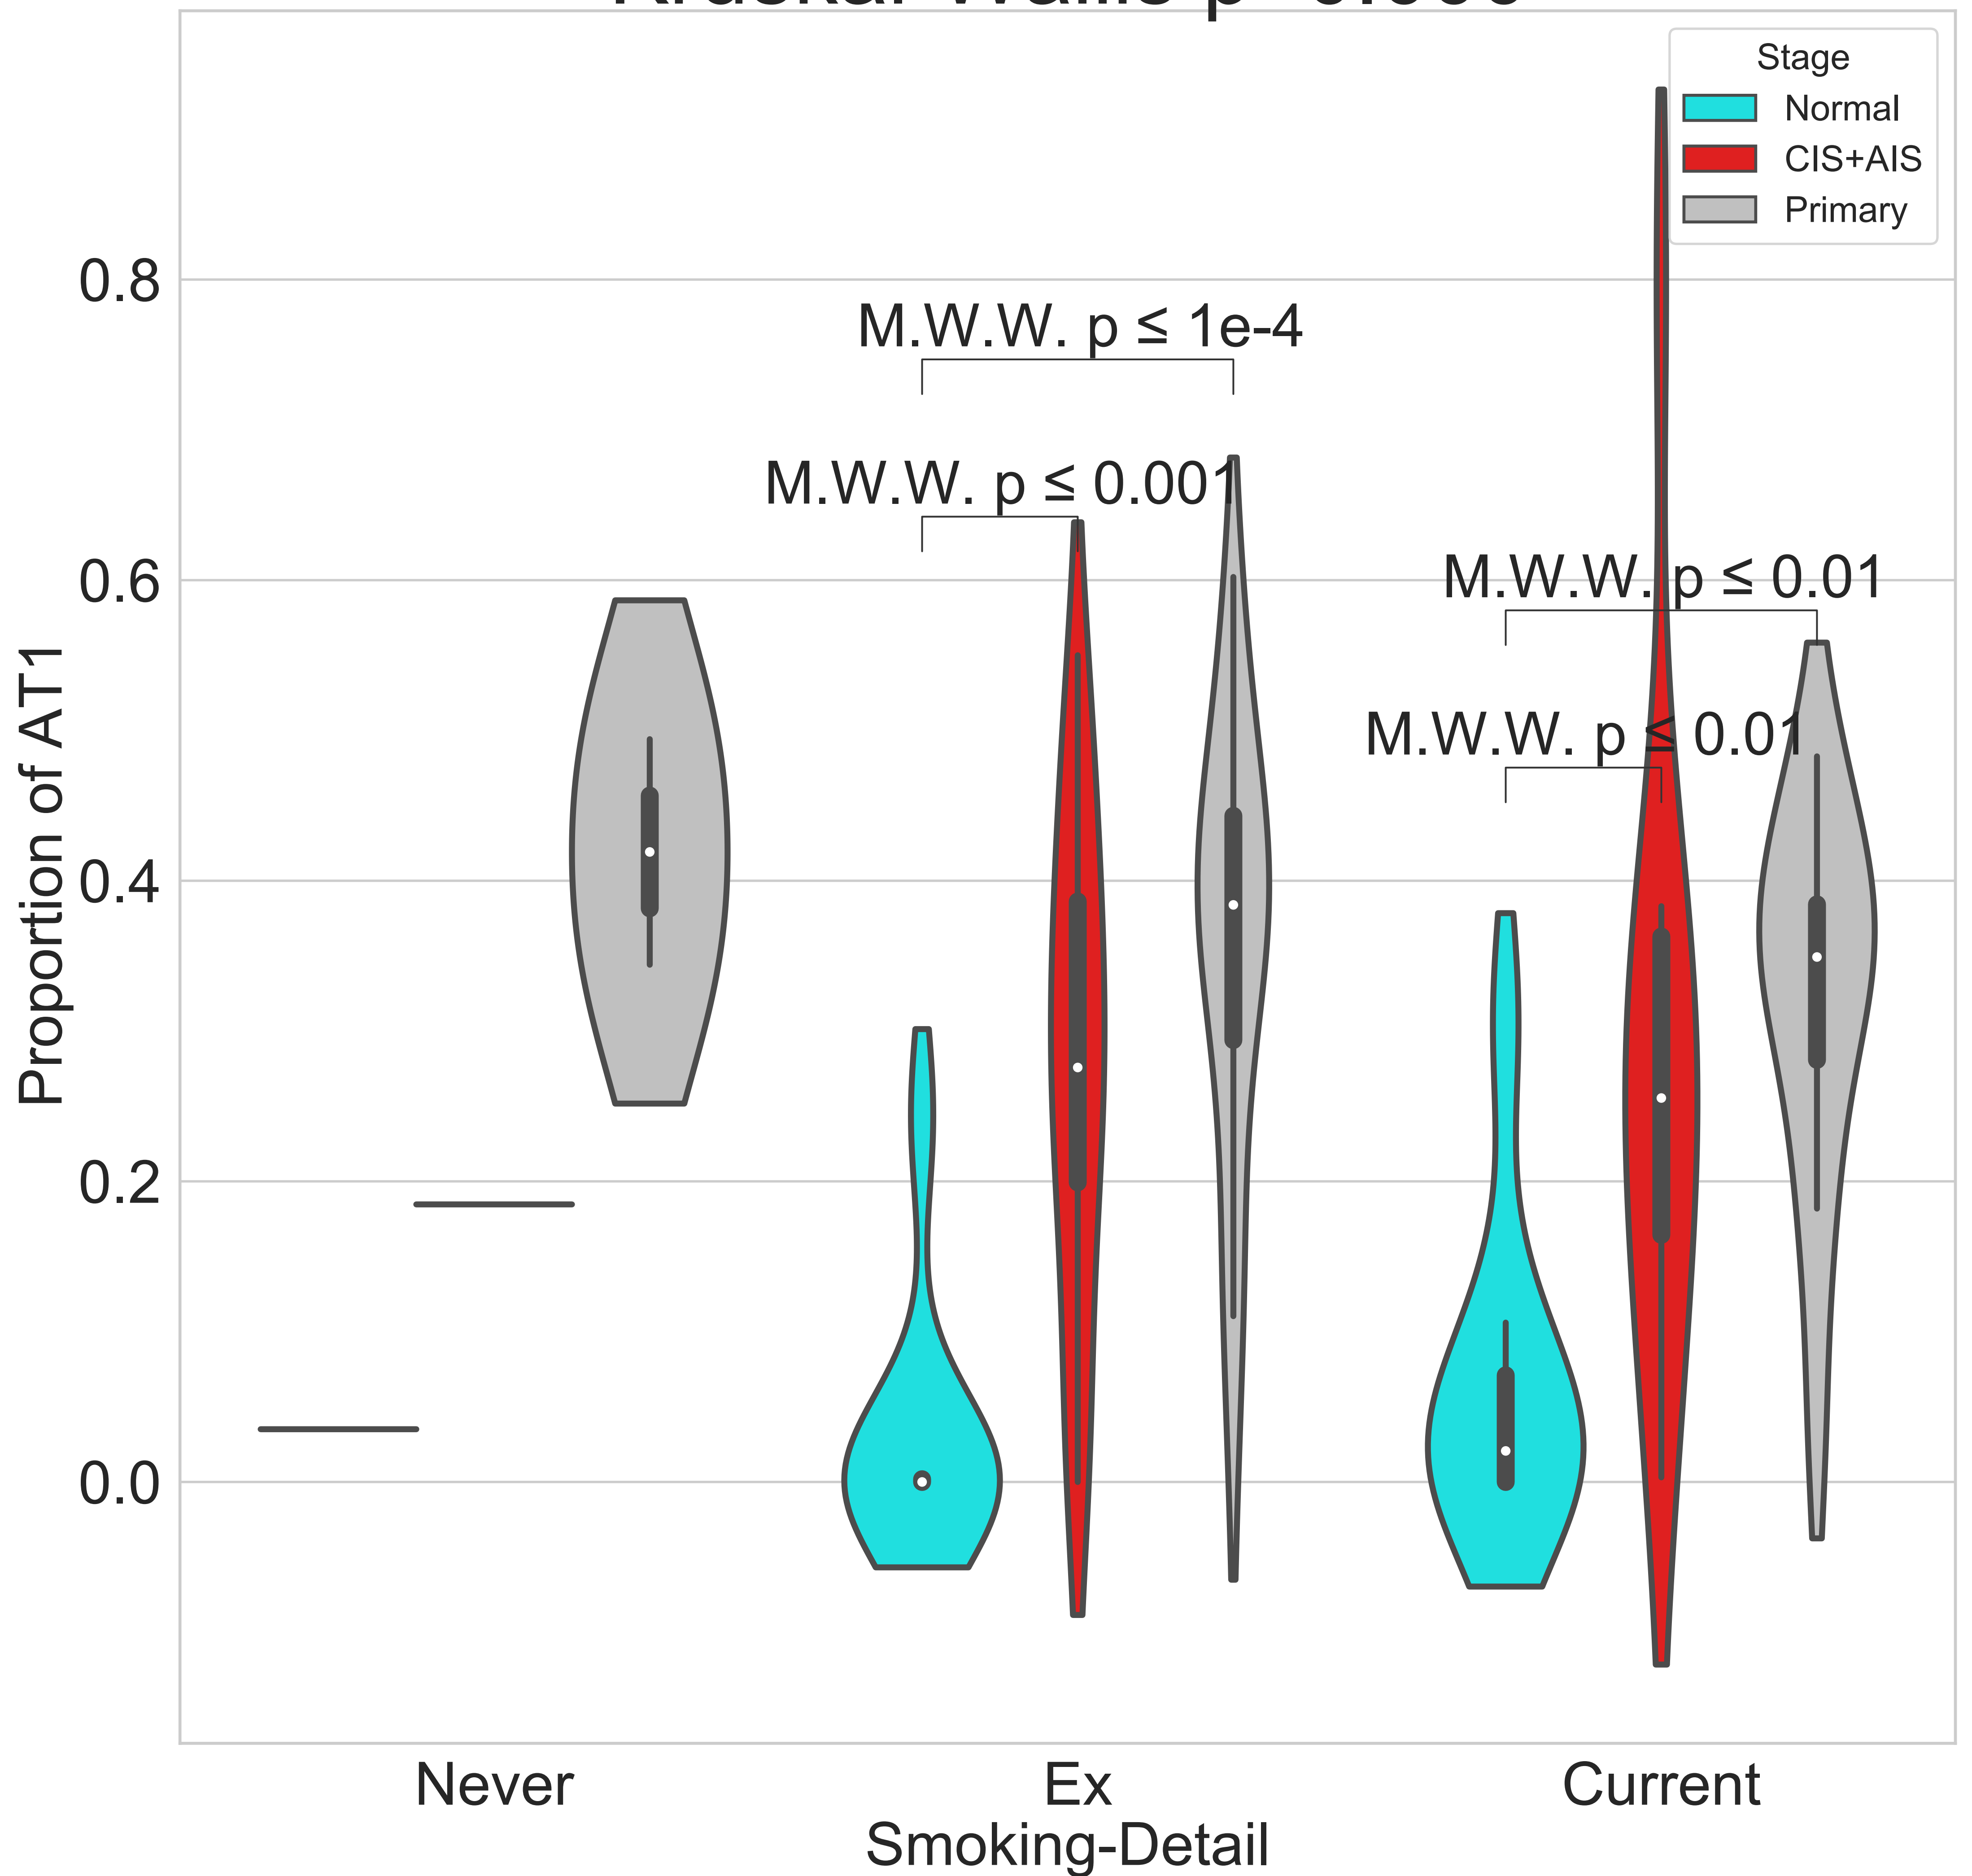 Stage
Normal
CIS+AIS
Primary
0.8
M.W.W. p ≤ 1e-4
M.W.W. p ≤ 0.001
0.6
M.W.W. p ≤ 0.01
M.W.W. p ≤ 0.01
0.4
0.2
0.0
Proportion of AT1
Never
Ex
Current
Smoking-Detail